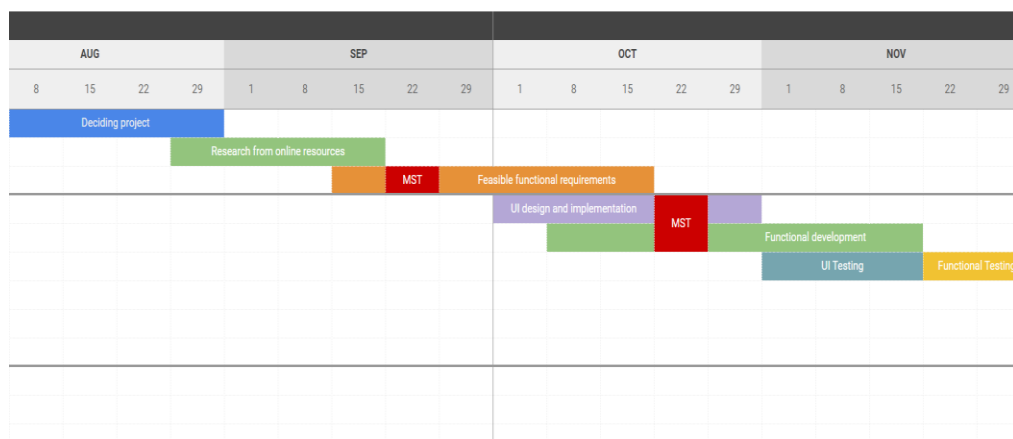 AUG SEP OCT NOV
8 15 22 29 1 8 15 22 29 1 8 15 22 29 1 8 15 22 29
Deciding project
Research from online resources
MST Feasible functional requirements
UI design and implementation
MST
Functional development
UI Testing Functional Testing